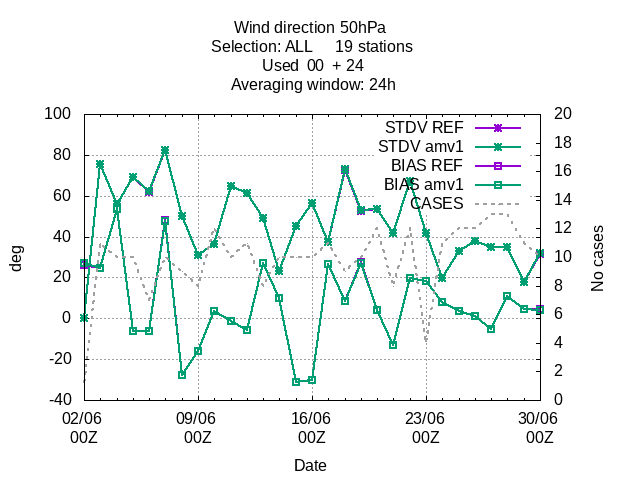 Wind direction 50hPa
Selection: ALL 19 stations
Used 00 + 24
Averaging window: 24h
100 20
STDV REF
18
STDV amv1
80
16
BIAS REF
BIAS amv1
60 14
CASES
12
40
10
20
8
0 6
4
-20
2
-40 0
deg
No cases
02/06 09/06 16/06 23/06 30/06
00Z 00Z 00Z 00Z 00Z
Date